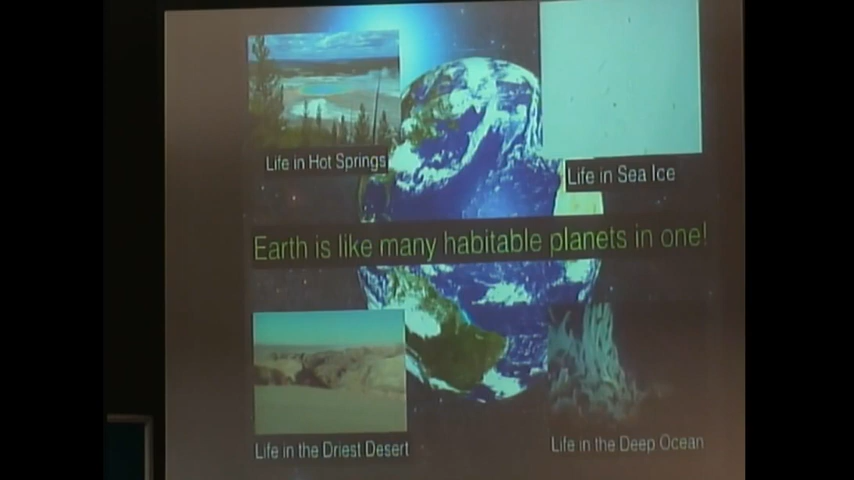 Life in Hot Springs
Life in Sea Ice
Earth is like many habitable planets in one!
Life in the Driest Desert
Life in the Deep Ocean